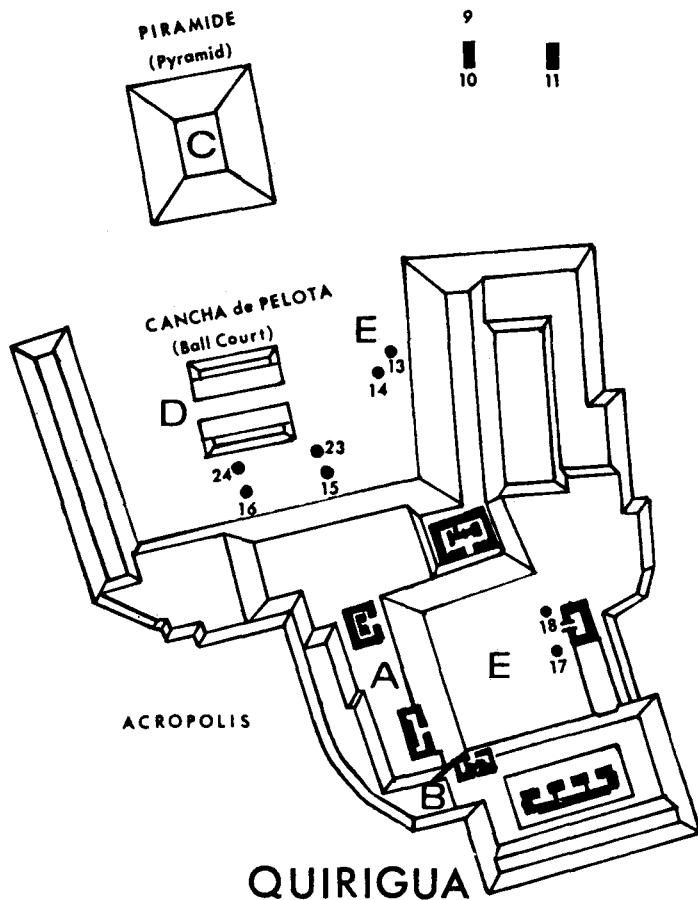 PIRAMIDE
(Pyramid)
9
10
11
C
CANCHA de PELOTA
(Ball Court)
E
13
14
D
23
24
15
16
18
17
A
E
ACROPOLIS
B
QUIRIGUA